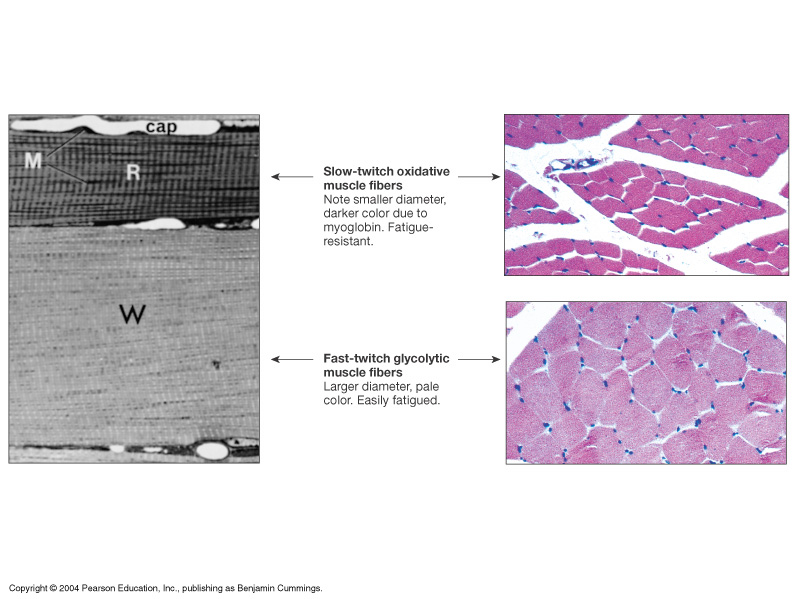 cap
M
R
W
Slow-twitch oxidative
muscle fibers
Note smaller diameter,
darker color due to
myoglobin. Fatigue-
resistant.
Fast-twitch glycolytic
muscle fibers
Larger diameter, pale
color. Easily fatigued.
Copyright © 2004 Pearson Education, Inc., publishing as Benjamin Cummings.